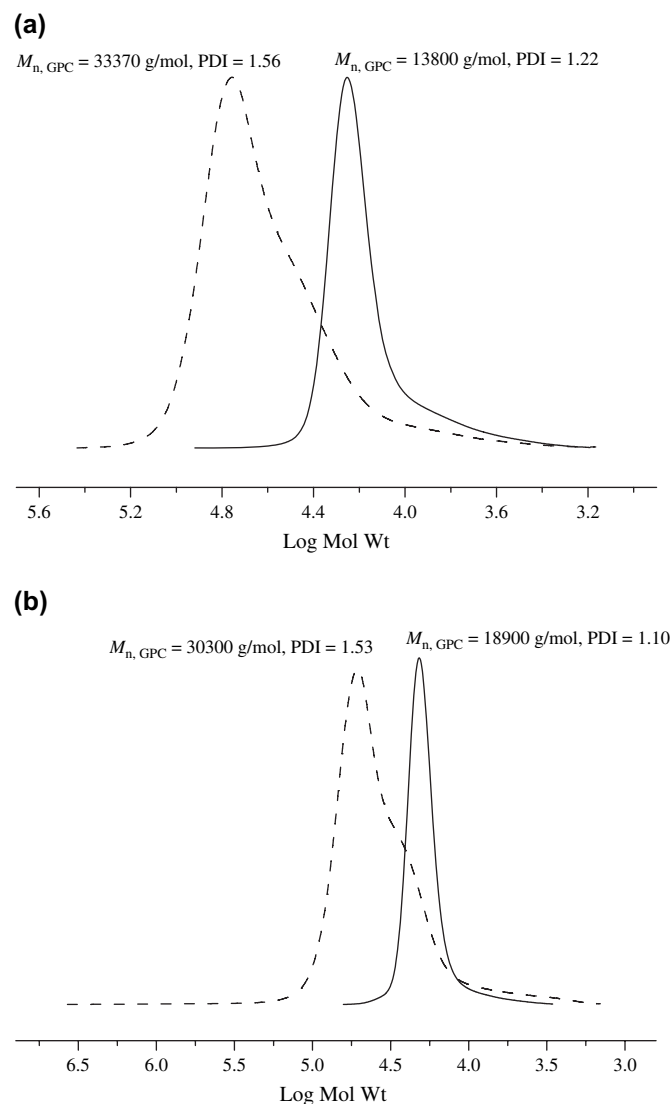 (a)
Mn, GPC = 33370 g/mol, PDI = 1.56
Mn, GPC = 13800 g/mol, PDI = 1.22
5.6 5.2 4.8 4.4 4.0 3.6 3.2
Log Mol Wt
(b)
Mn, GPC = 30300 g/mol, PDI = 1.53
Mn, GPC = 18900 g/mol, PDI = 1.10
6.5 6.0 5.5 5.0 4.5 4.0 3.5 3.0
Log Mol Wt